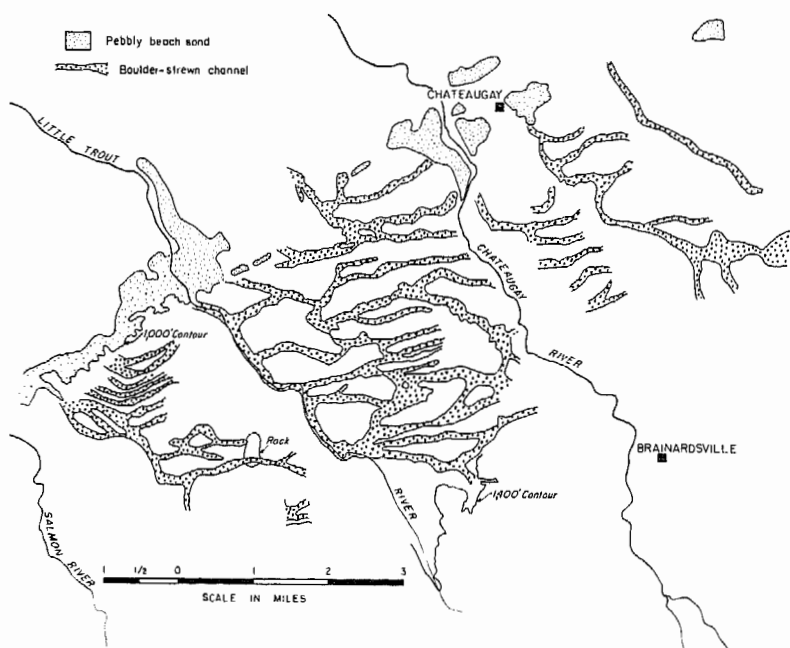 Pebbly beach sand
Boulder-strewn channel
CHATEAUGAY
LITTLE TROUT
CHATEAUGAY
1,000' Contour
RIVER
Rock
BRAINARDSVILLE
1,400' Contour
RIVER
SALMON RIVER
1 1/2 0 1 2 3
SCALE IN MILES